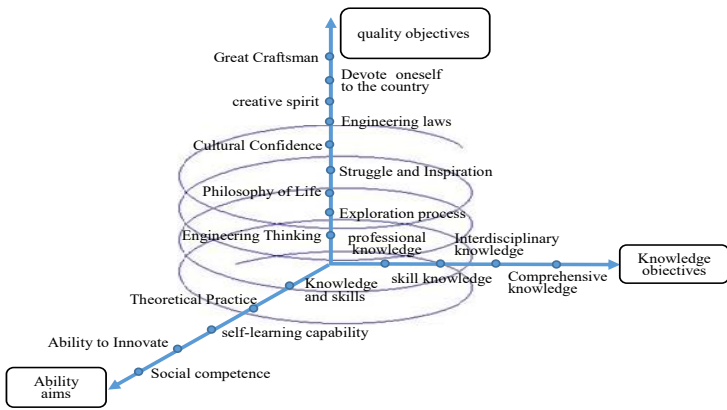 quality objectives
Great Craftsman
Devote oneself
to the country
creative spirit
Engineering laws
Cultural Confidence
Struggle and Inspiration
Philosophy of Life
Exploration process
Engineering Thinking
professional
knowledge
Interdisciplinary
knowledge
skill knowledge
Comprehensive
knowledge
Knowledge
objectives
Knowledge
and skills
Theoretical Practice
self-learning capability
Ability to Innovate
Social competence
Ability
aims